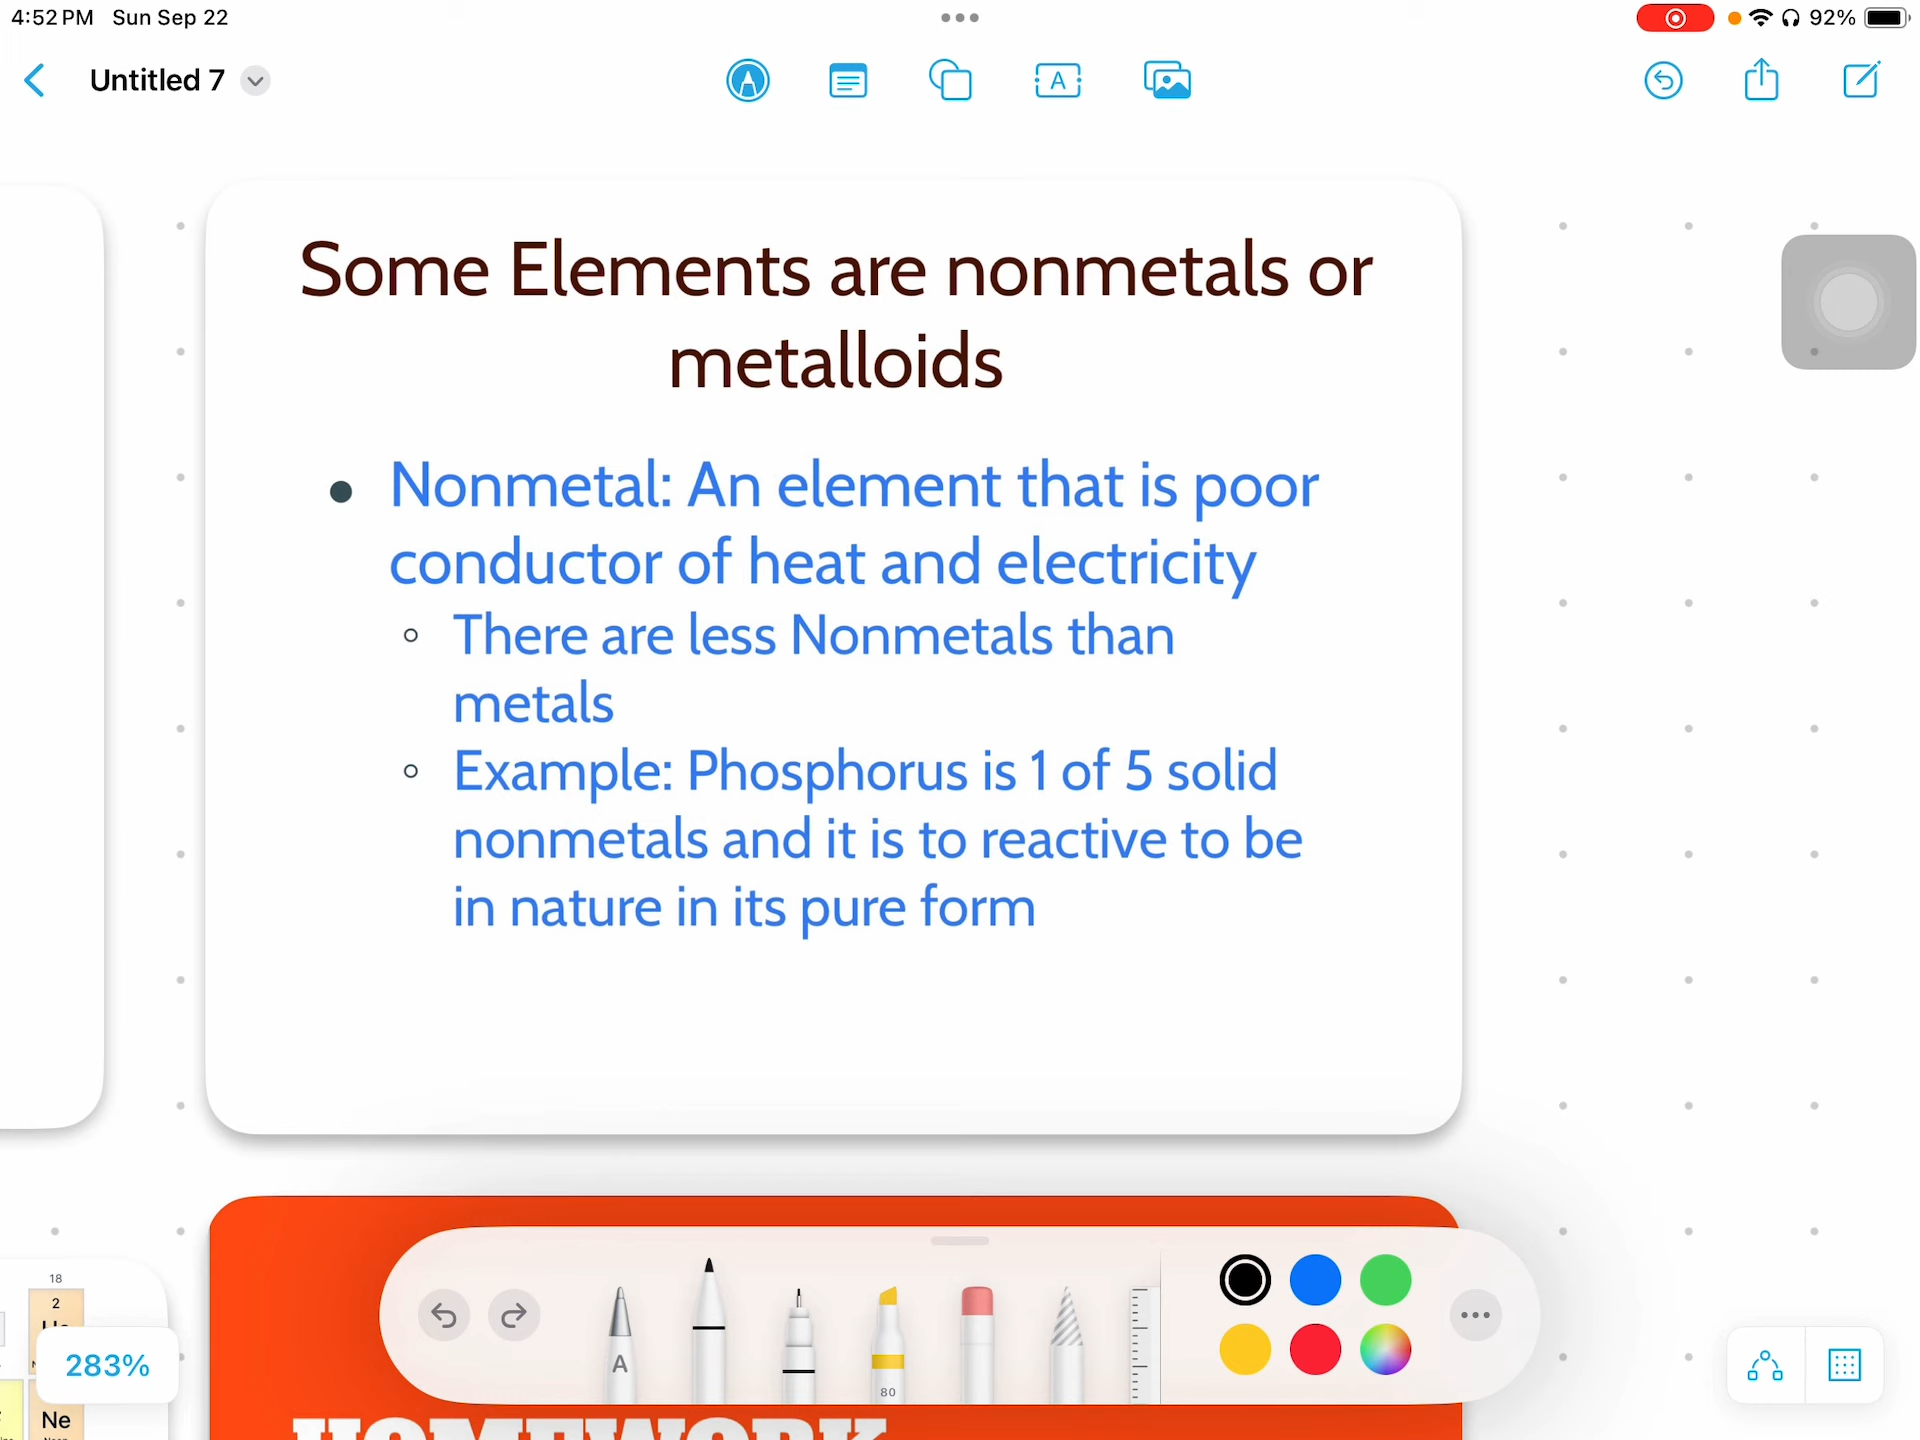 4:52 PM Sun Sep 22
92%
Untitled 7
A
Some Elements are nonmetals or
metalloids
Nonmetal: An element that is poor
conductor of heat and electricity
There are less Nonmetals than
metals
Example: Phosphorus is 1 of 5 solid
nonmetals and it is to reactive to be
in nature in its pure form
18
2
283%
Ne
A
80
HOMEWORK